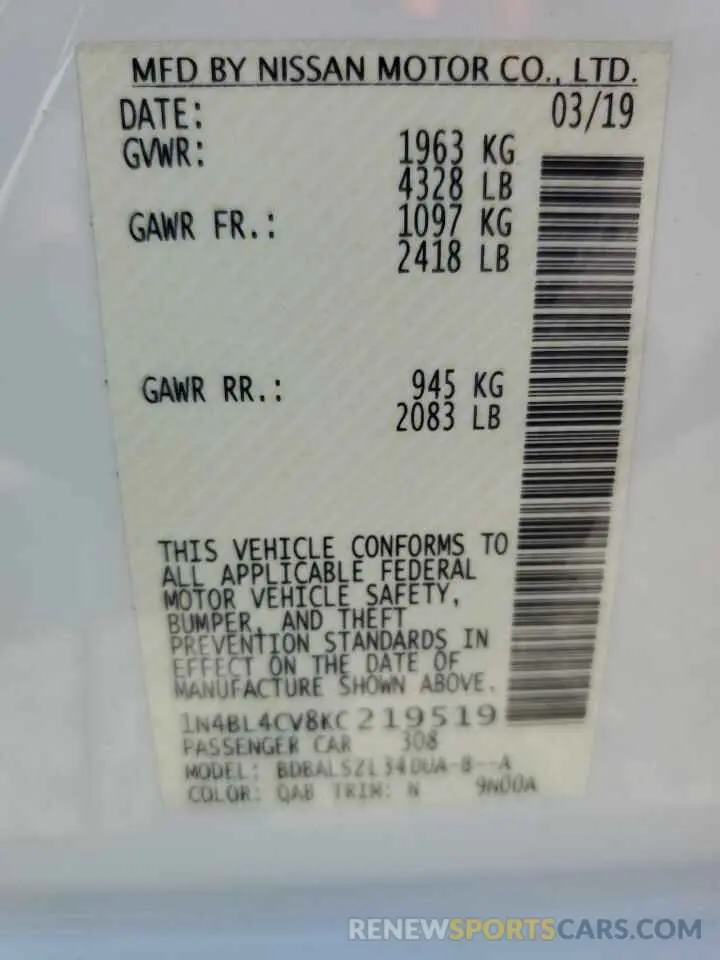 MFD BY NISSAN MOTOR CO., LTD.
DATE: 03/19
GVWR: 1963 KG
4328 LB
GAWR FR.: 1097 KG
2418 LB
GAWR RR.: 945 KG
2083 LB
THIS VEHICLE CONFORMS TO
ALL APPLICABLE FEDERAL
MOTOR VEHICLE SAFETY,
BUMPER, AND THEFT
PREVENTION STANDARDS IN
EFFECT ON THE DATE OF
MANUFACTURE SHOWN ABOVE.
1N4BL4CV8KC219519
PASSENGER CAR 308
MODEL:
COLOR: QAB TRIM: N 9N00A
RENEWSPORTSCARS.COM